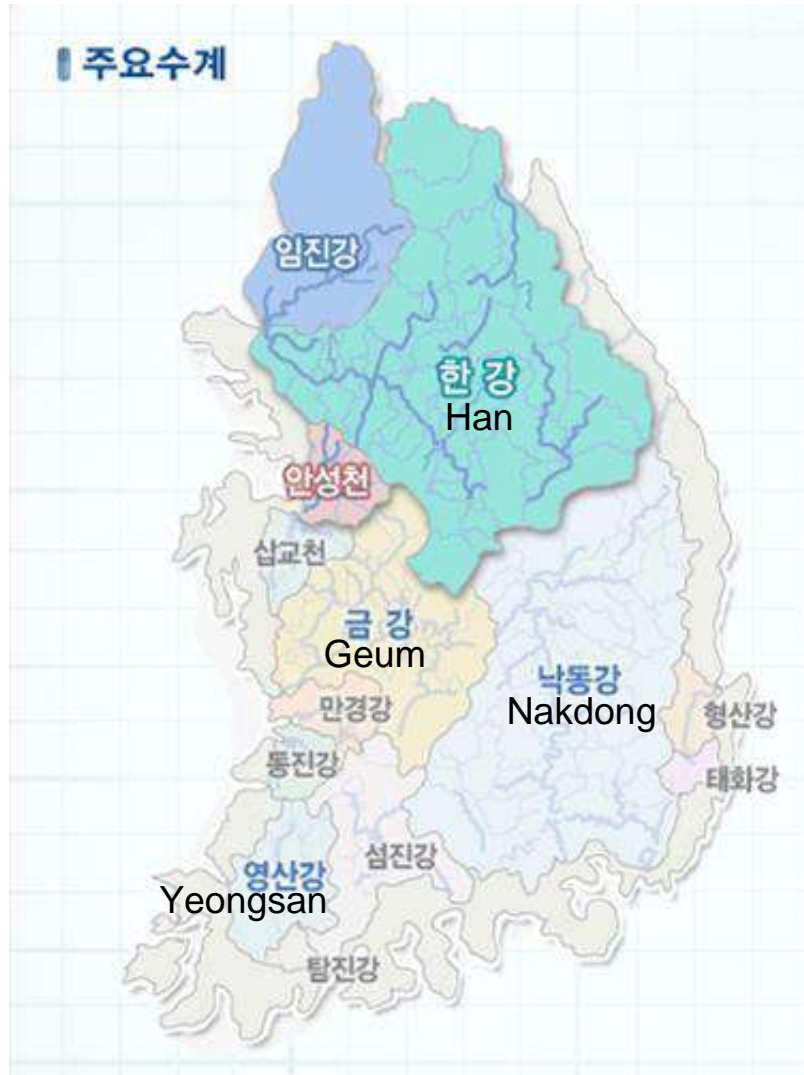 주요수계
임진강
한 강
Han
안성천
삽교천
금 강
Geum
낙동강
Nakdong
만경강
형산강
동진강
태화강
섬진강
영산강
Yeongsan
탐진강